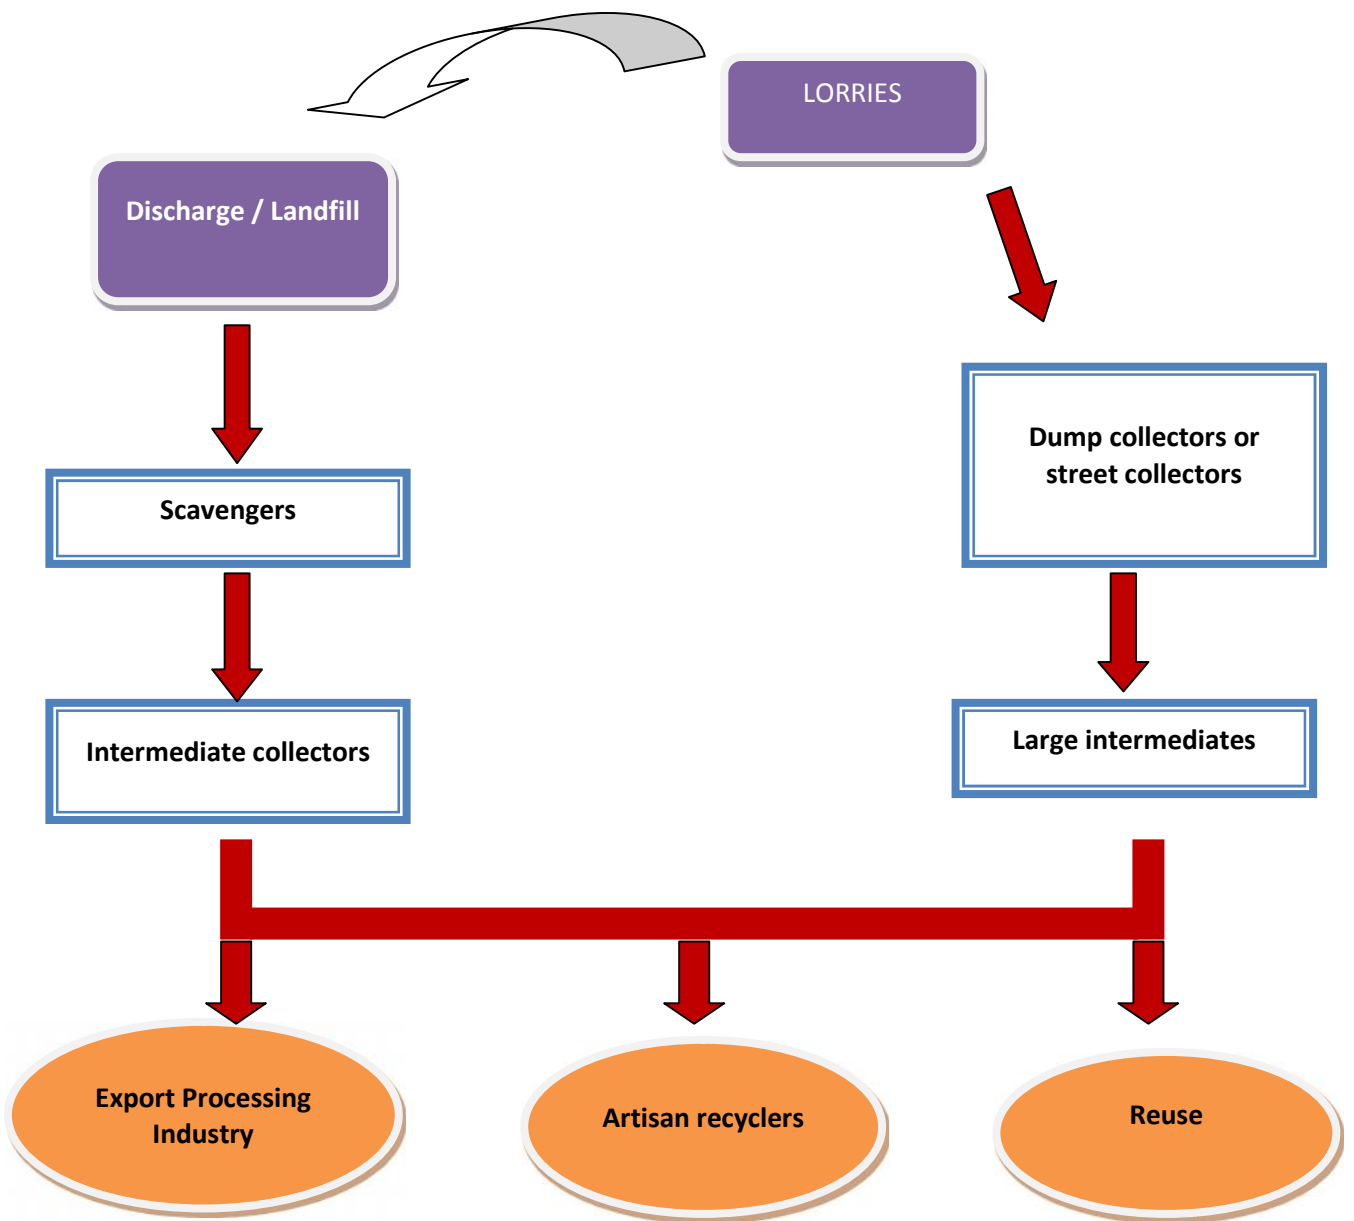 LORRIES
Discharge / Landfill
Dump collectors or
street collectors
Scavengers
Intermediate collectors
Large intermediates
Export Processing
Industry
Artisan recyclers
Reuse